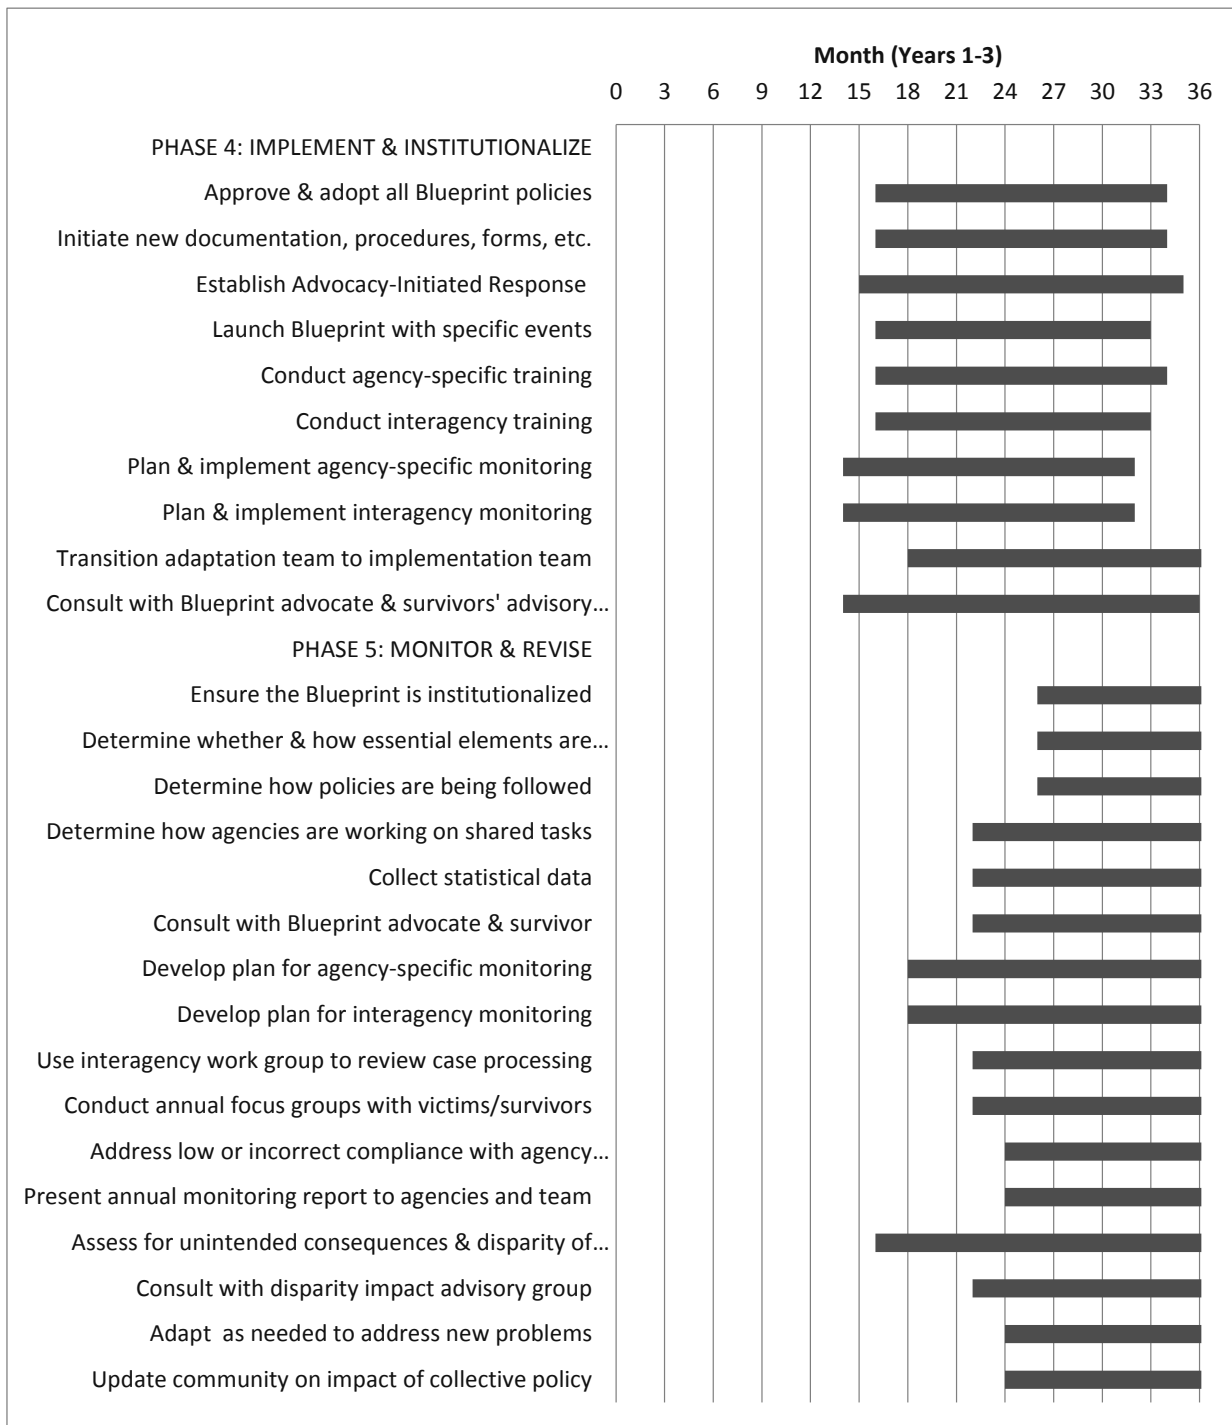 Month (Years 1-3)
0 3 6 9 12 15 18 21 24 27 30 33 36
PHASE 4: IMPLEMENT & INSTITUTIONALIZE
Approve & adopt all Blueprint policies
Initiate new documentation, procedures, forms, etc.
Establish Advocacy-Initiated Response
Launch Blueprint with specific events
Conduct agency-specific training
Conduct interagency training
Plan & implement agency-specific monitoring
Plan & implement interagency monitoring
Transition adaptation team to implementation team
Consult with Blueprint advocate & survivors' advisory...
PHASE 5: MONITOR & REVISE
Ensure the Blueprint is institutionalized
Determine whether & how essential elements are...
Determine how policies are being followed
Determine how agencies are working on shared tasks
Collect statistical data
Consult with Blueprint advocate & survivor
Develop plan for agency-specific monitoring
Develop plan for interagency monitoring
Use interagency work group to review case processing
Conduct annual focus groups with victims/survivors
Address low or incorrect compliance with agency...
Present annual monitoring report to agencies and team
Assess for unintended consequences & disparity of...
Consult with disparity impact advisory group
Adapt  as needed to address new problems
Update community on impact of collective policy